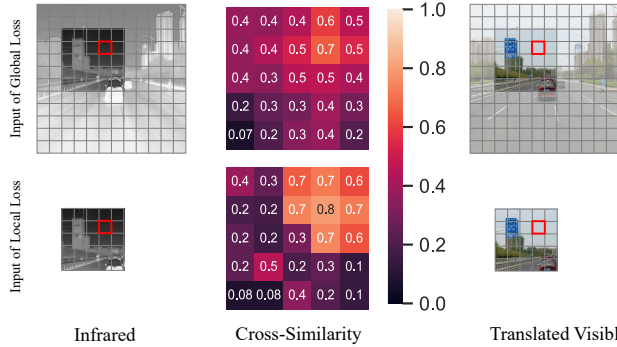 Input of Global Loss
0.4 0.4 0.4 0.6 0.5
0.4 0.4 0.5 0.7 0.5
0.4 0.3 0.5 0.5 0.4
0.2 0.3 0.3 0.4 0.3
0.07 0.2 0.3 0.4 0.2
1.0
0.8
0.6
0.4
0.2
0.0
Input of Local Loss
0.4 0.3 0.7 0.7 0.6
0.2 0.2 0.7 0.8 0.7
0.2 0.2 0.3 0.7 0.6
0.2 0.5 0.2 0.3 0.1
0.08 0.08 0.4 0.2 0.1
Infrared
Cross-Similarity
Translated Visibl